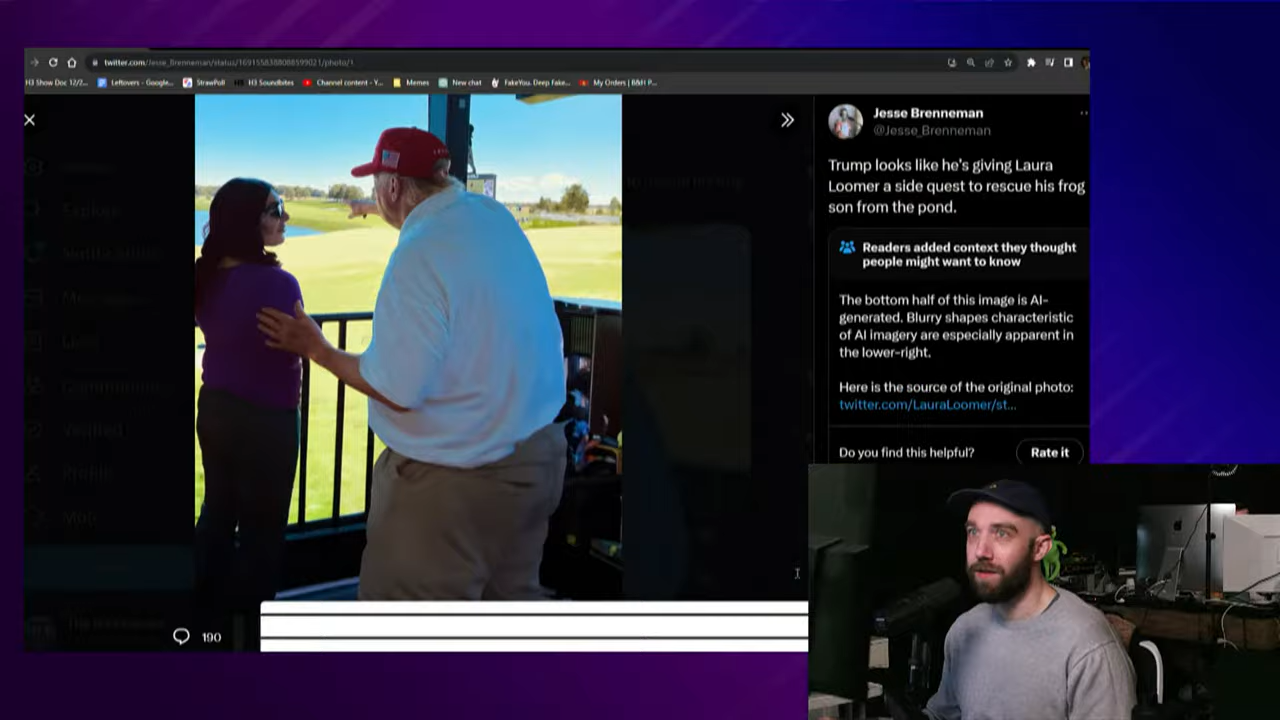 twitter.com/Jesse_Brenneman/status/1691558388088599021/photo/1
H3 Show Doc 12/2... Leftovers - Google... StrawPoll H3 Soundbites Channel content - Y... Memes New chat FakeYou. Deep Fake... My Orders | B&H P...
Jesse Brenneman
@Jesse_Brenneman
Trump looks like he's giving Laura
Loomer a side quest to rescue his frog
son from the pond.
Readers added context they thought
people might want to know
The bottom half of this image is AI-
generated. Blurry shapes characteristic
of AI imagery are especially apparent in
the lower-right.
Here is the source of the original photo:
twitter.com/LauraLoomer/st...
Do you find this helpful?
Rate it
190